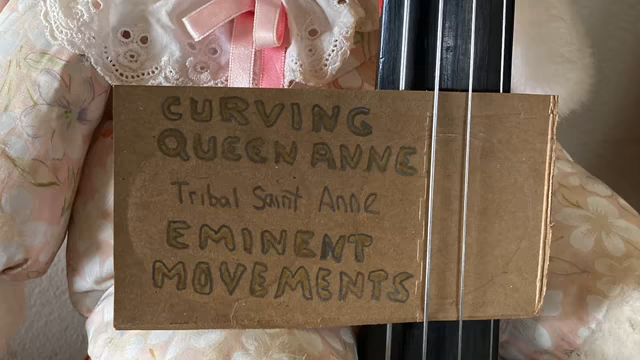 CURVING
QUEEN ANNE
Tribal Saint Anne
EMINENT
MOVEMENTS